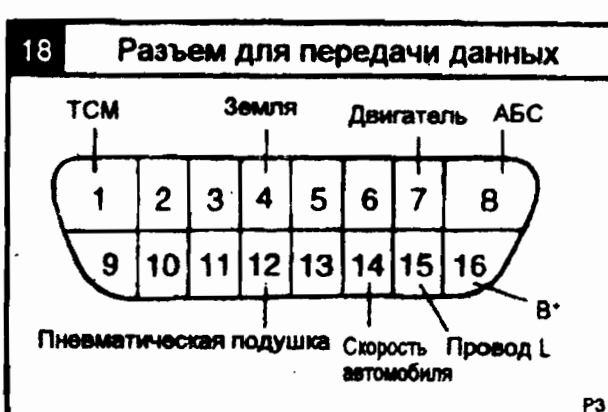 18 Разъем для передачи данных
TCM Земля Двигатель АБС
1 2 3 4 5 6 7 8
9 10 11 12 13 14 15 16
B+
Пневматическая подушка Скорость автомобиля Провод L
P3